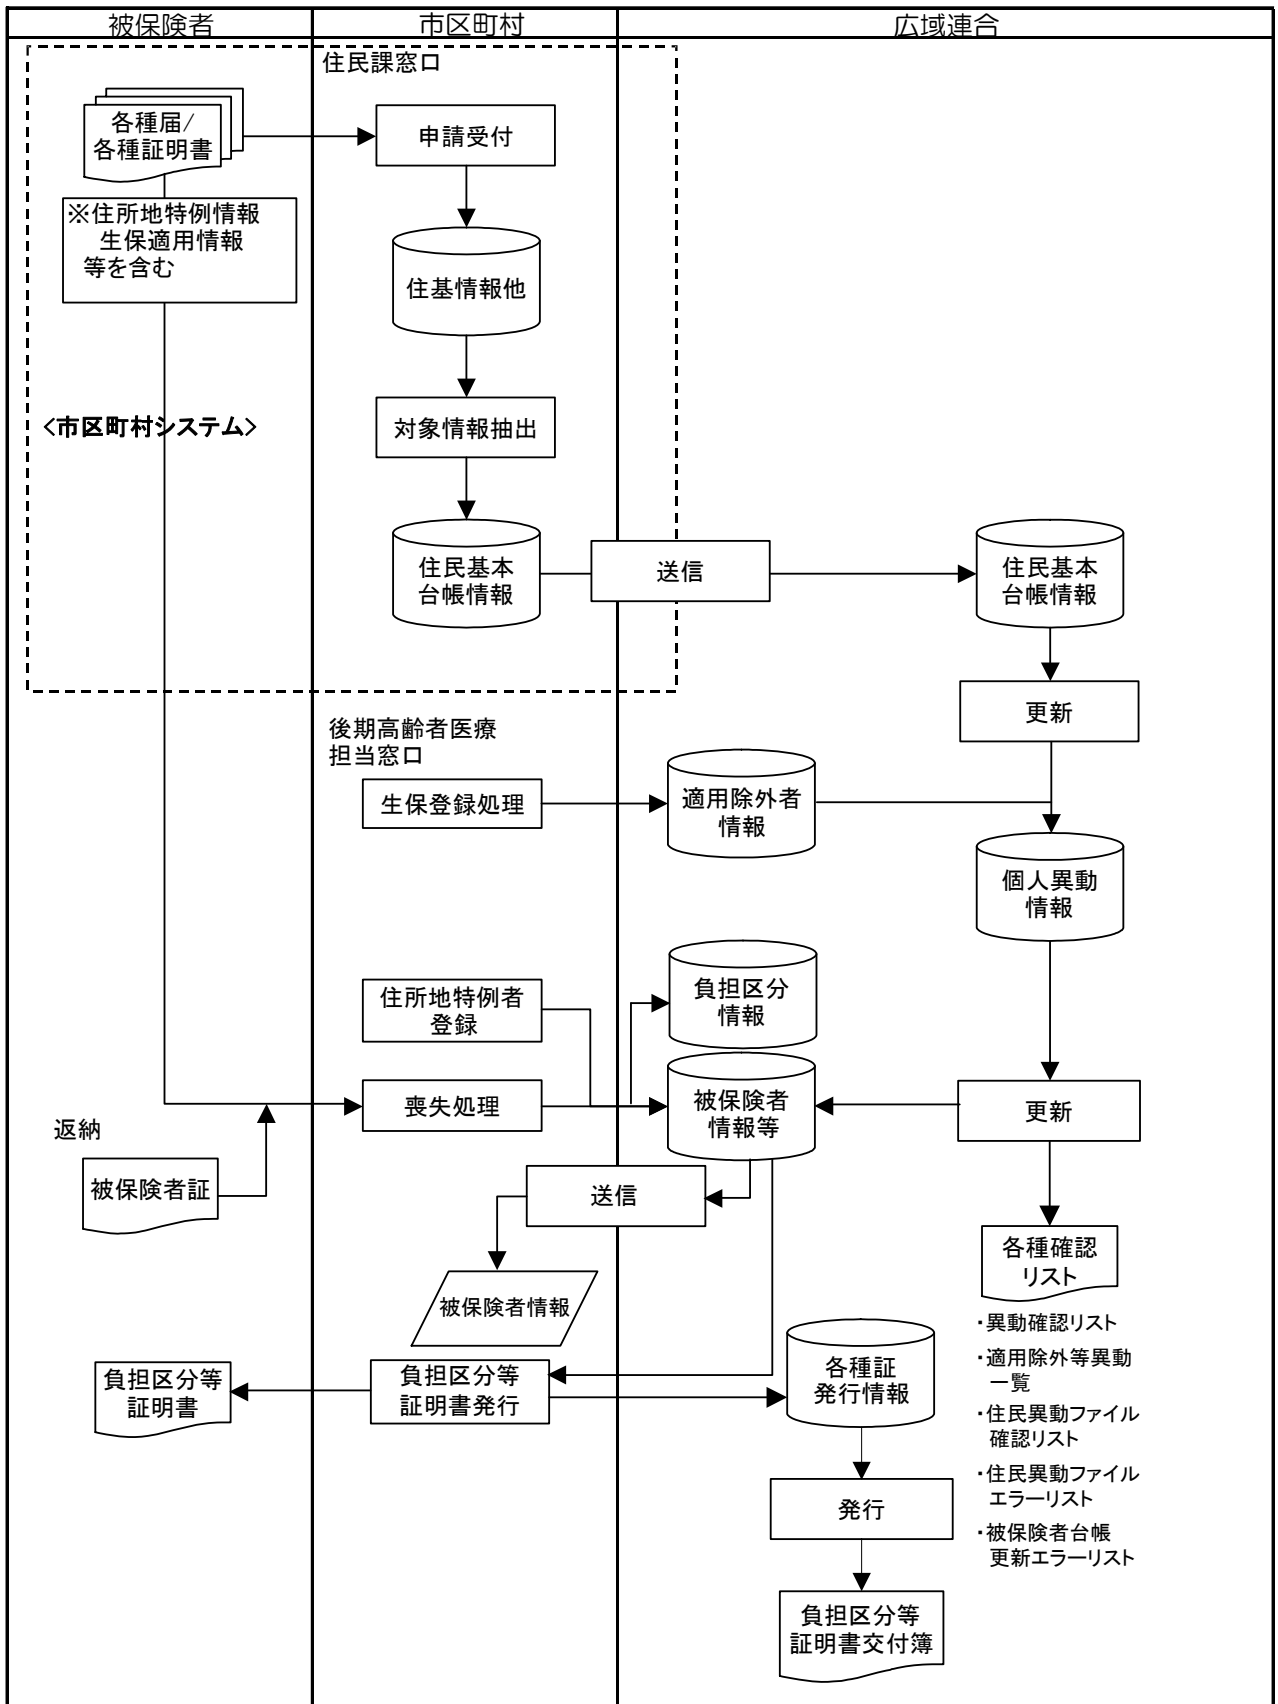 被保険者
市区町村
広域連合
住民課窓口
各種届/
各種証明書
申請受付
※住所地特例情報
生保適用情報
等を含む
住基情報他
<市区町村システム>
対象情報抽出
住民基本
台帳情報
送信
住民基本
台帳情報
更新
後期高齢者医療
担当窓口
生保登録処理
適用除外者
情報
個人異動
情報
住所地特例者
登録
負担区分
情報
喪失処理
被保険者
情報等
更新
返納
被保険者証
送信
各種確認
リスト
被保険者情報
・異動確認リスト
・適用除外等異動
一覧
・住民異動ファイル
確認リスト
・住民異動ファイル
エラーリスト
・被保険者台帳
更新エラーリスト
負担区分等
証明書
負担区分等
証明書発行
各種証
発行情報
発行
負担区分等
証明書交付簿